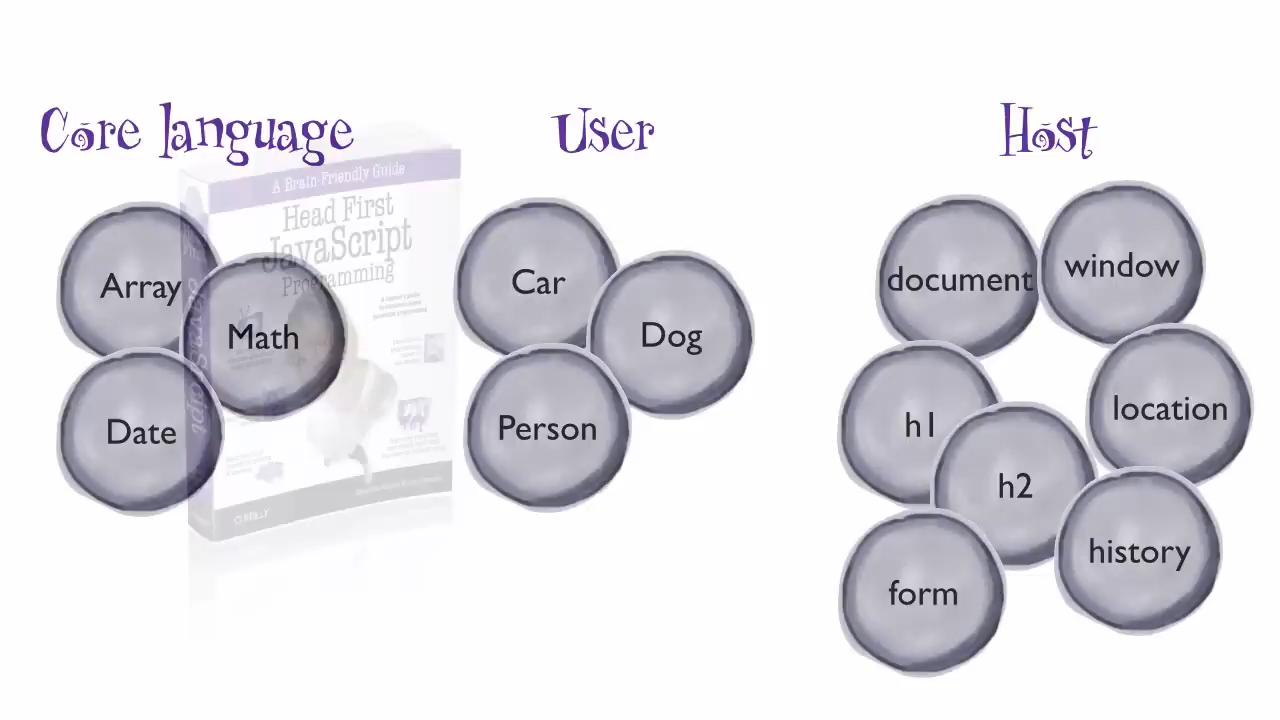 Core language
User
Host
A Brain-Friendly Guide
Head First
JavaScript
Programming
O'REILLY
Array
Math
Date
Car
Dog
Person
document
window
h1
location
h2
history
form